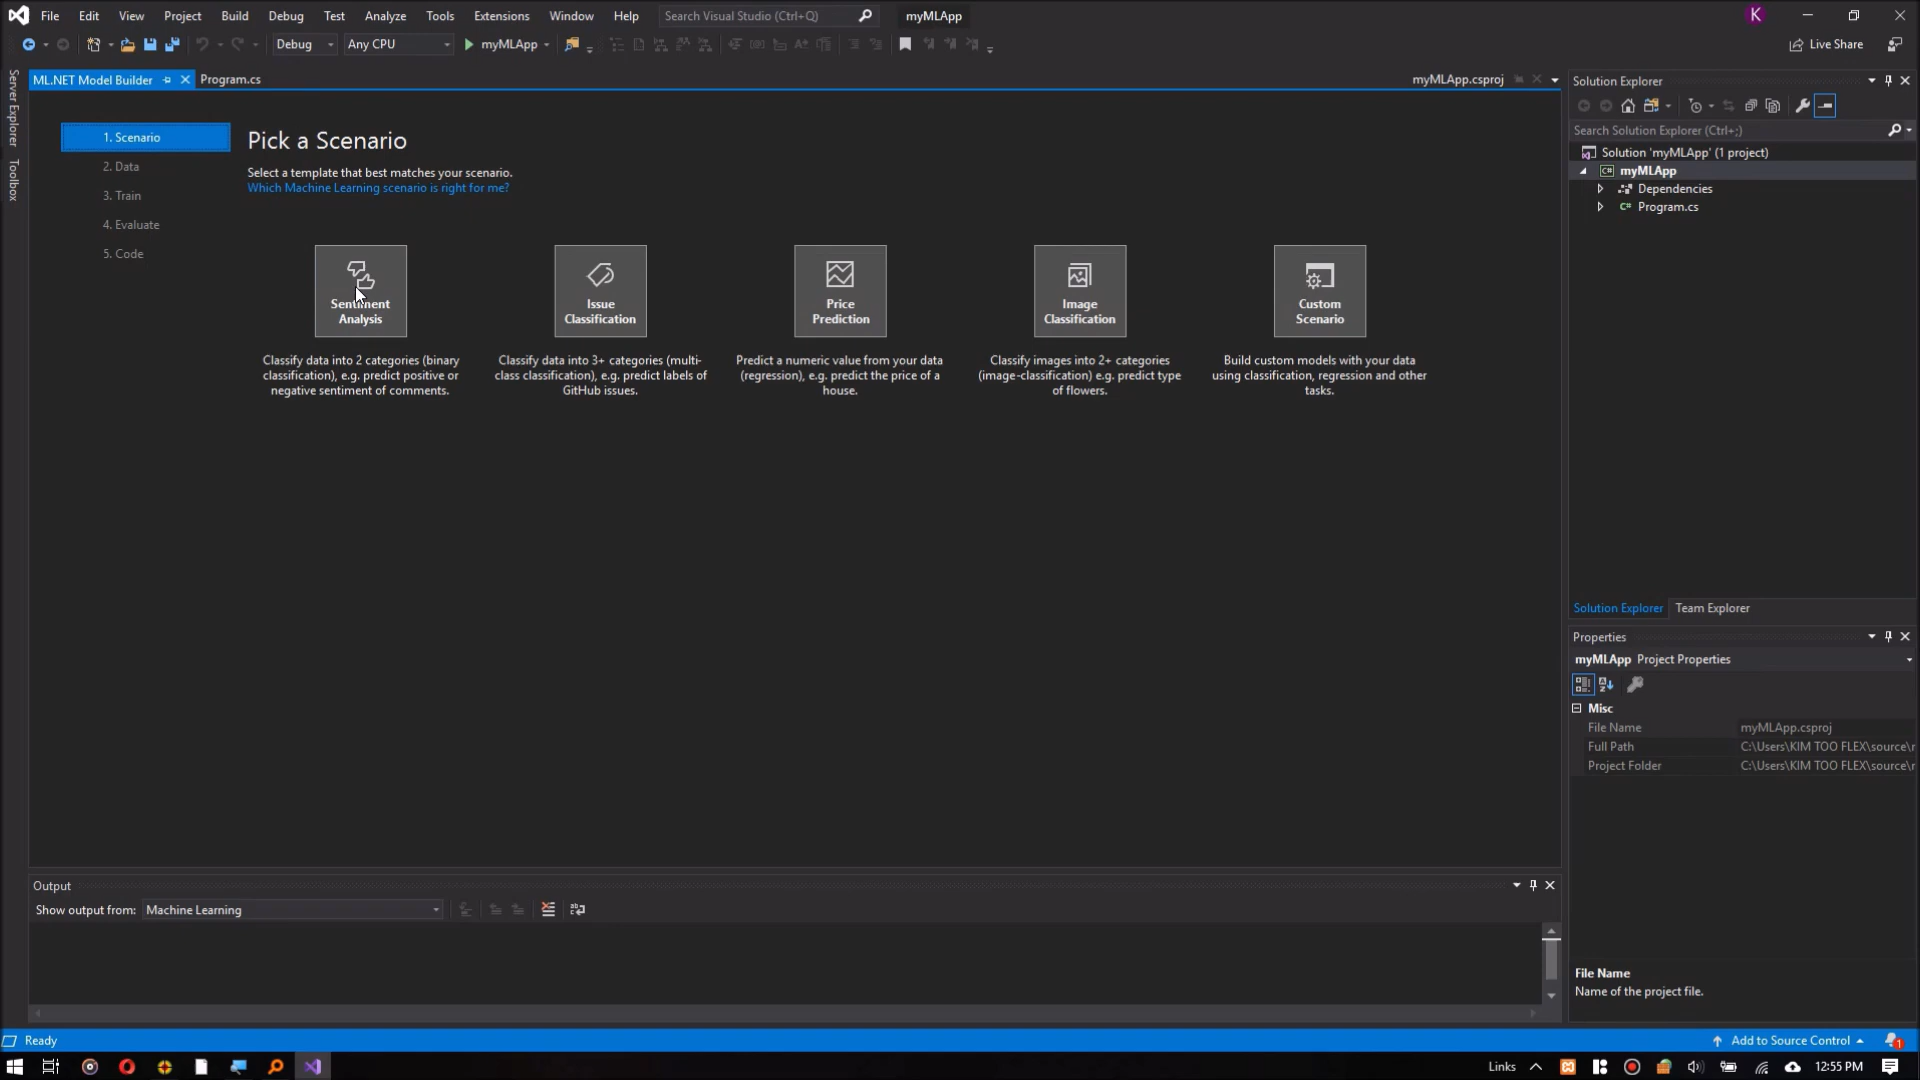 File Edit View Project Build Debug Test Analyze Tools Extensions Window Help Search Visual Studio (Ctrl+Q) myMLApp K
Debug Any CPU myMLApp Live Share
Server Explorer
Toolbox
ML.NET Model Builder Program.cs myMLApp.csproj
1. Scenario
2. Data
3. Train
4. Evaluate
5. Code
Pick a Scenario
Select a template that best matches your scenario.
Which Machine Learning scenario is right for me?
Sentiment
Analysis
Classify data into 2 categories (binary
classification), e.g. predict positive or
negative sentiment of comments.
Issue
Classification
Classify data into 3+ categories (multi-
class classification), e.g. predict labels of
GitHub issues.
Price
Prediction
Predict a numeric value from your data
(regression), e.g. predict the price of a
house.
Image
Classification
Classify images into 2+ categories
(image-classification) e.g. predict type
of flowers.
Custom
Scenario
Build custom models with your data
using classification, regression and other
tasks.
Solution Explorer
Search Solution Explorer (Ctrl+;)
Solution 'myMLApp' (1 project)
C# myMLApp
Dependencies
C# Program.cs
Solution Explorer Team Explorer
Properties
myMLApp Project Properties
Misc
File Name myMLApp.csproj
Full Path C:\Users\KIM TOO FLEX\source\r
Project Folder C:\Users\KIM TOO FLEX\source\r
File Name
Name of the project file.
Output
Show output from: Machine Learning
Ready Add to Source Control 1
Links 12:55 PM